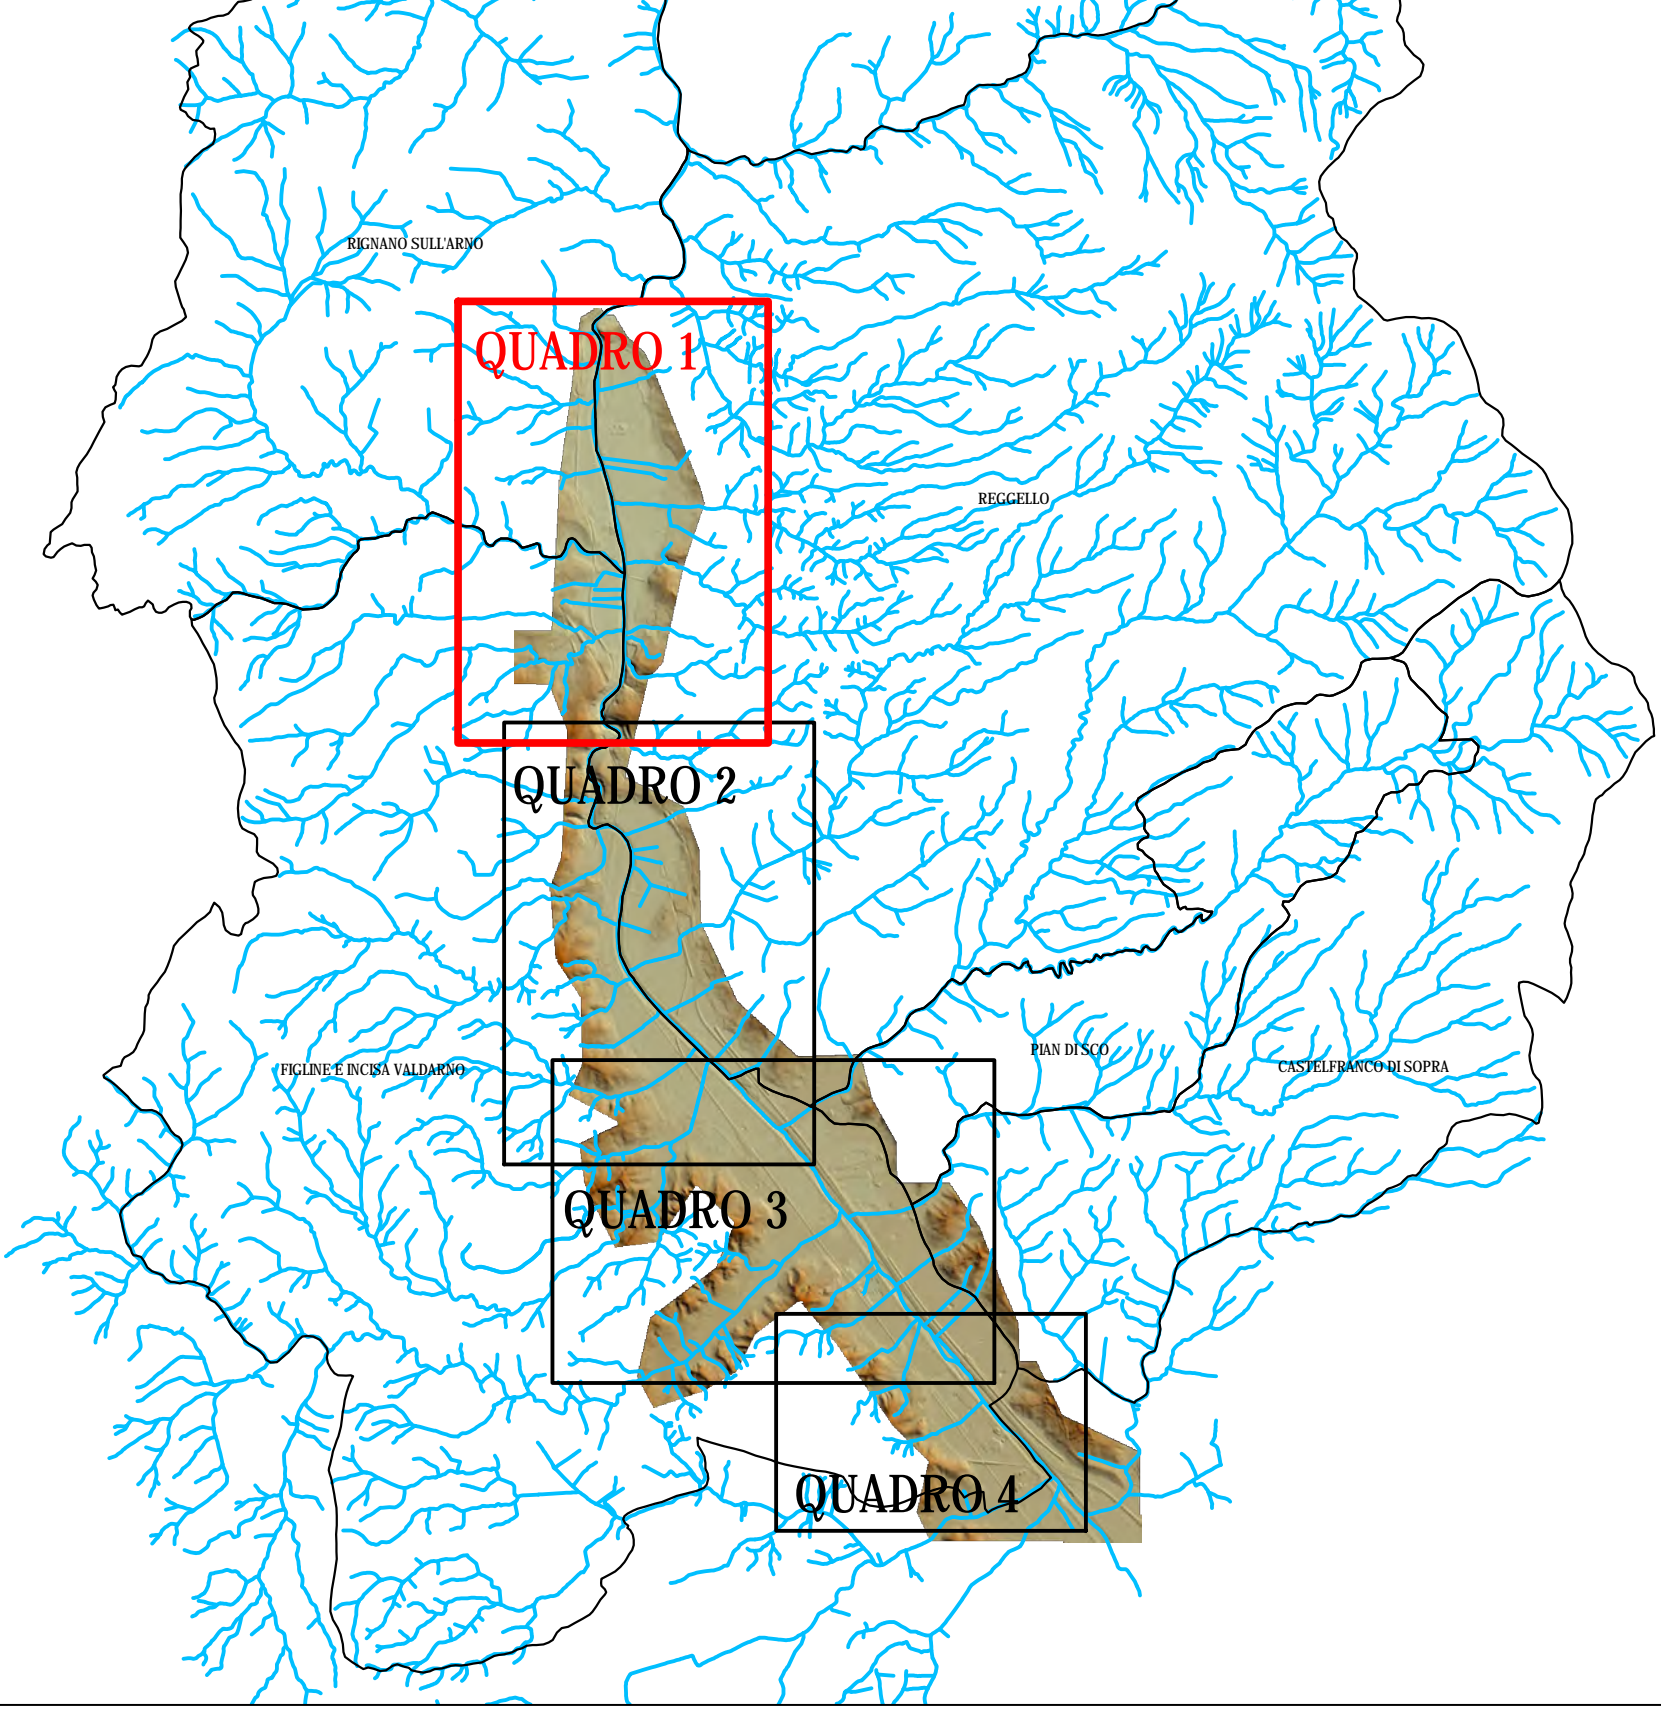 RIGNANO SULL'ARNO
QUADRO 1
REGGELLO
QUADRO 2
PIAN DI SCO
FIGLINE E INCISA VALDARNO
CASTELFRANCO DI SOPRA
QUADRO 3
QUADRO 4